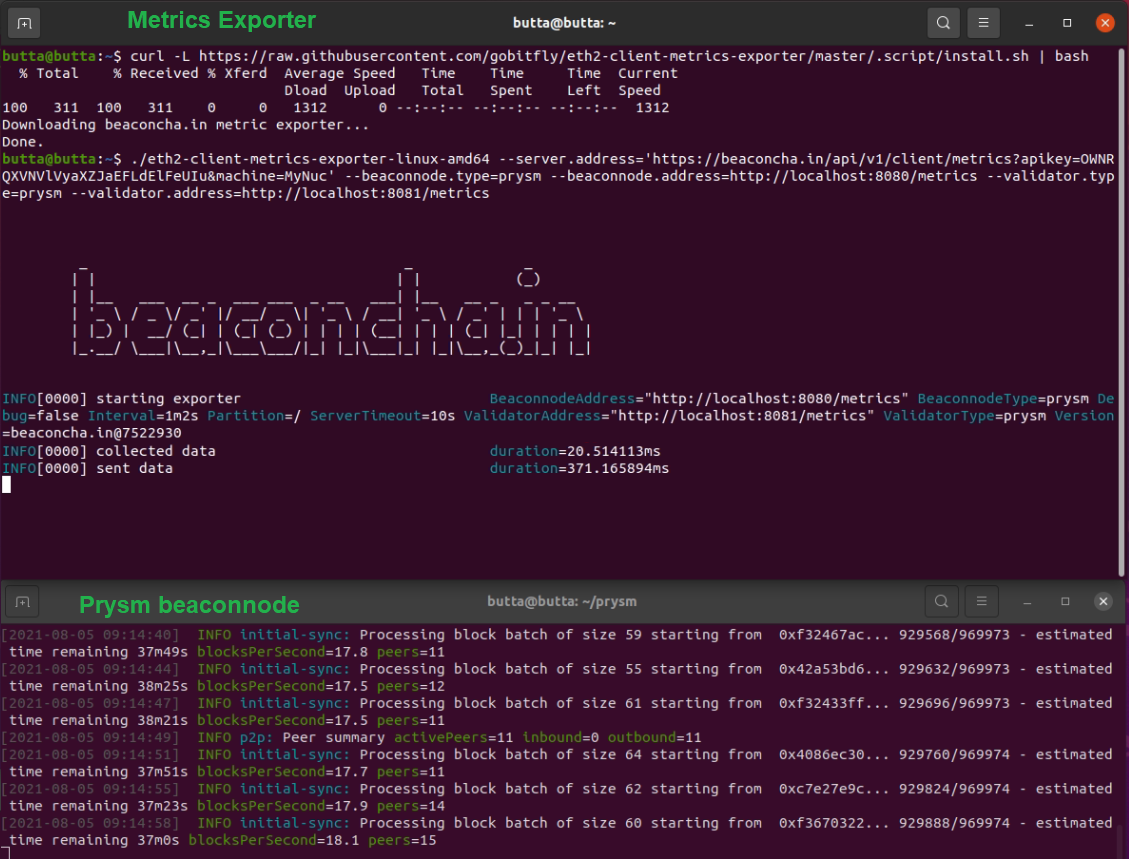 Metrics Exporter
butta@butta: ~
butta@butta:~$ curl -L https://raw.githubusercontent.com/gobitfly/eth2-client-metrics-exporter/master/.script/install.sh | bash
% Total % Received % Xferd Average Speed Time Time Time Current
Dload Upload Total Spent Left Speed
100 311 100 311 0 0 1312 0 --:--:-- --:--:-- --:--:-- 1312
Downloading beaconcha.in metric exporter...
Done.
butta@butta:~$ ./eth2-client-metrics-exporter-linux-amd64 --server.address='https://beaconcha.in/api/v1/client/metrics?apikey=OWNR
QXVNVlVyaXZJaEFLdElFeUIu&machine=MyNuc' --beaconnode.type=prysm --beaconnode.address=http://localhost:8080/metrics --validator.typ
e=prysm --validator.address=http://localhost:8081/metrics
beaconcha.in
INFO[0000] starting exporter BeaconnodeAddress="http://localhost:8080/metrics" BeaconnodeType=prysm De
bug=false Interval=1m2s Partition=/ ServerTimeout=10s ValidatorAddress="http://localhost:8081/metrics" ValidatorType=prysm Version
=beaconcha.in@7522930
INFO[0000] collected data duration=20.514113ms
INFO[0000] sent data duration=371.165894ms
Prysm beaconnode
butta@butta: ~/prysm
[2021-08-05 09:14:40] INFO initial-sync: Processing block batch of size 59 starting from 0xf32467ac... 929568/969973 - estimated
time remaining 37m49s blocksPerSecond=17.8 peers=11
[2021-08-05 09:14:44] INFO initial-sync: Processing block batch of size 55 starting from 0x42a53bd6... 929632/969973 - estimated
time remaining 38m25s blocksPerSecond=17.5 peers=12
[2021-08-05 09:14:47] INFO initial-sync: Processing block batch of size 61 starting from 0xf32433ff... 929696/969973 - estimated
time remaining 38m21s blocksPerSecond=17.5 peers=11
[2021-08-05 09:14:49] INFO p2p: Peer summary activePeers=11 inbound=0 outbound=11
[2021-08-05 09:14:51] INFO initial-sync: Processing block batch of size 64 starting from 0x4086ec30... 929760/969974 - estimated
time remaining 37m51s blocksPerSecond=17.7 peers=11
[2021-08-05 09:14:55] INFO initial-sync: Processing block batch of size 62 starting from 0xc7e27e9c... 929824/969974 - estimated
time remaining 37m23s blocksPerSecond=17.9 peers=14
[2021-08-05 09:14:58] INFO initial-sync: Processing block batch of size 60 starting from 0xf3670322... 929888/969974 - estimated
time remaining 37m0s blocksPerSecond=18.1 peers=15